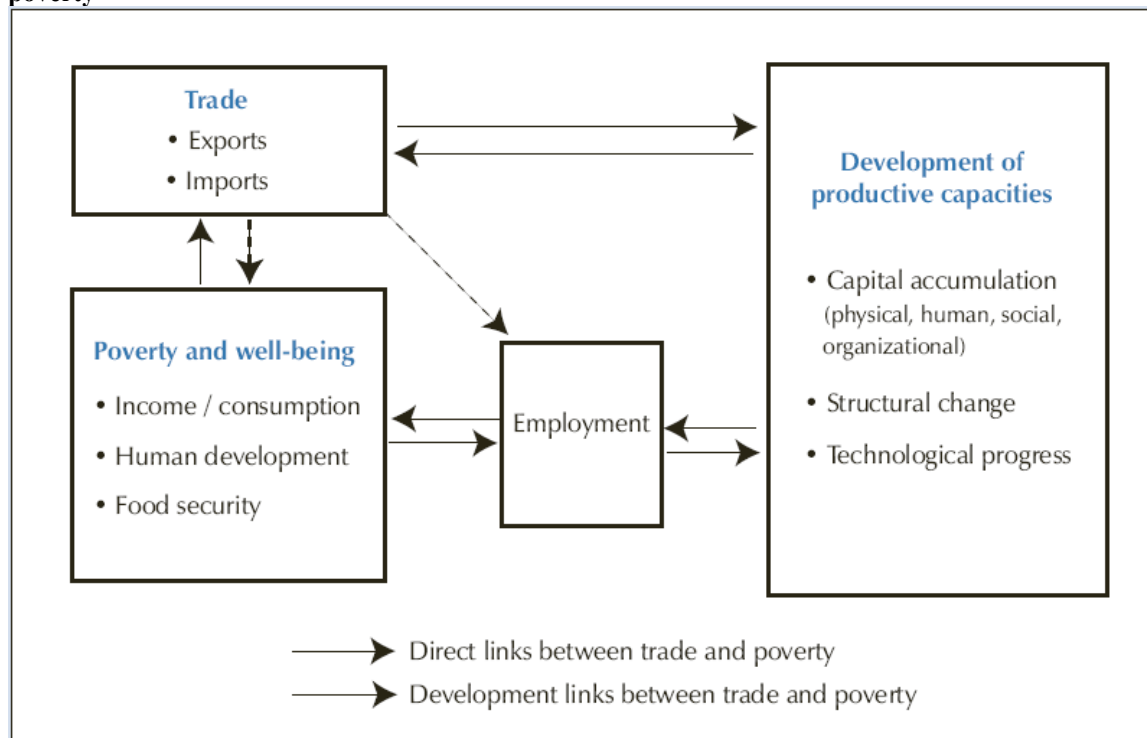 poverty
Trade
• Exports
• Imports
Poverty and well-being
• Income / consumption
• Human development
• Food security
Employment
Development of
productive capacities
• Capital accumulation
(physical, human, social,
organizational)
• Structural change
• Technological progress
Direct links between trade and poverty
Development links between trade and poverty